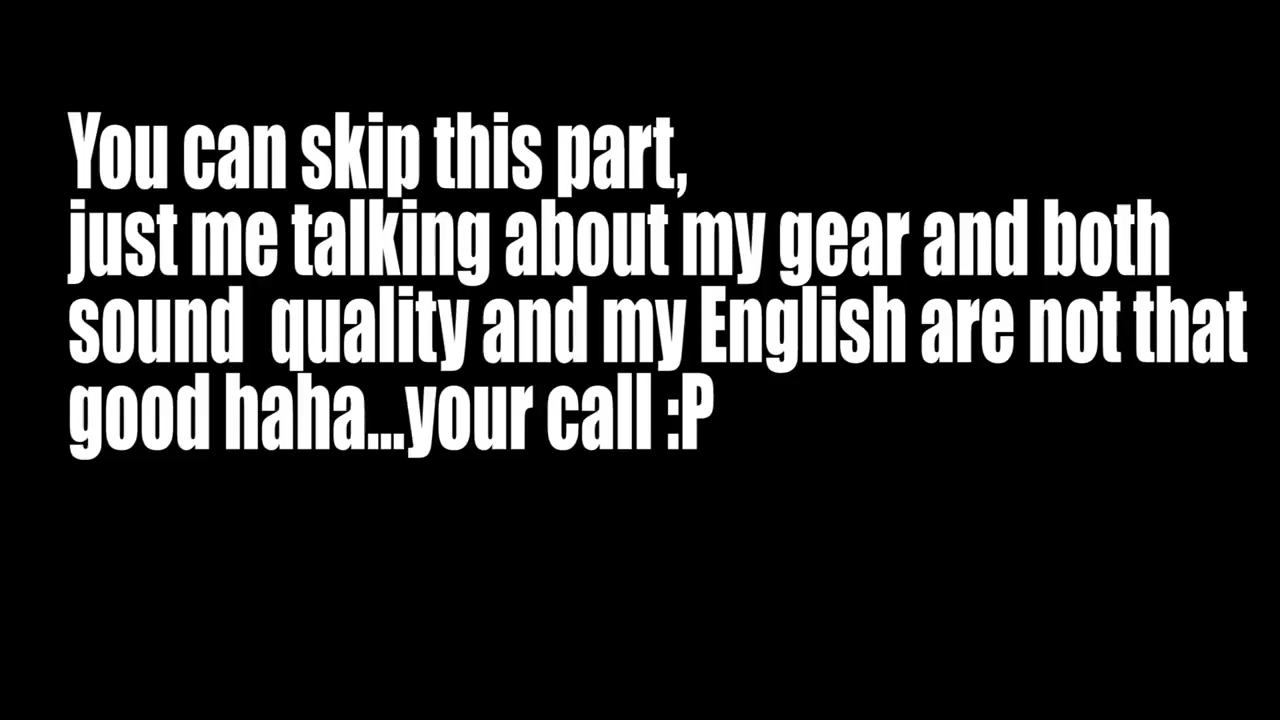 You can skip this part,
just me talking about my gear and both
sound  quality and my English are not that
good haha...your call :P